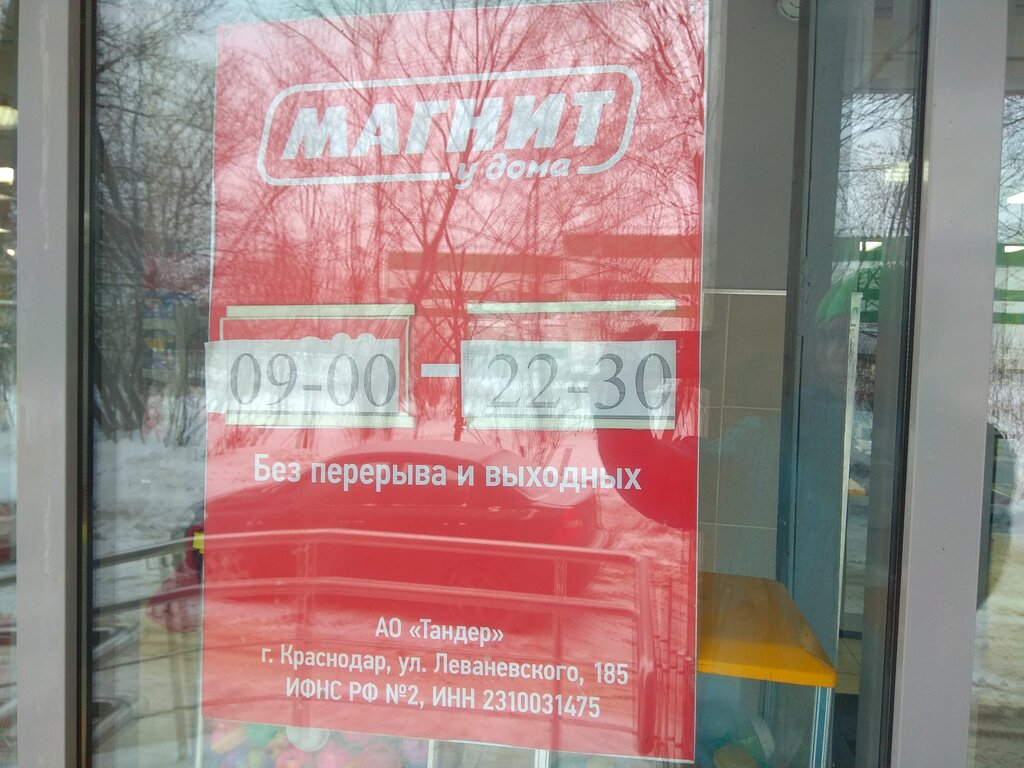 МАГНИТ
у дома
09-00 – 22-30
Без перерыва и выходных
АО «Тандер»
г. Краснодар, ул. Леваневского, 185
ИФНС РФ №2, ИНН 2310031475